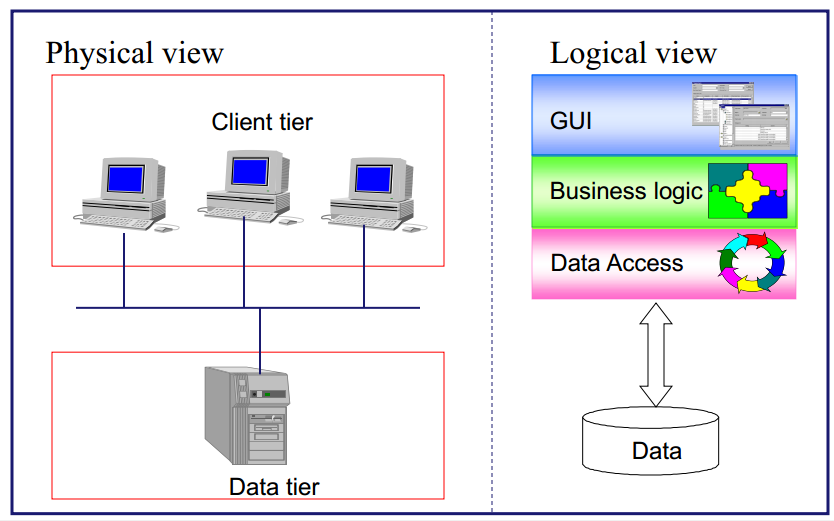 Physical view
Client tier
Data tier
Logical view
GUI
Business logic
Data Access
Data